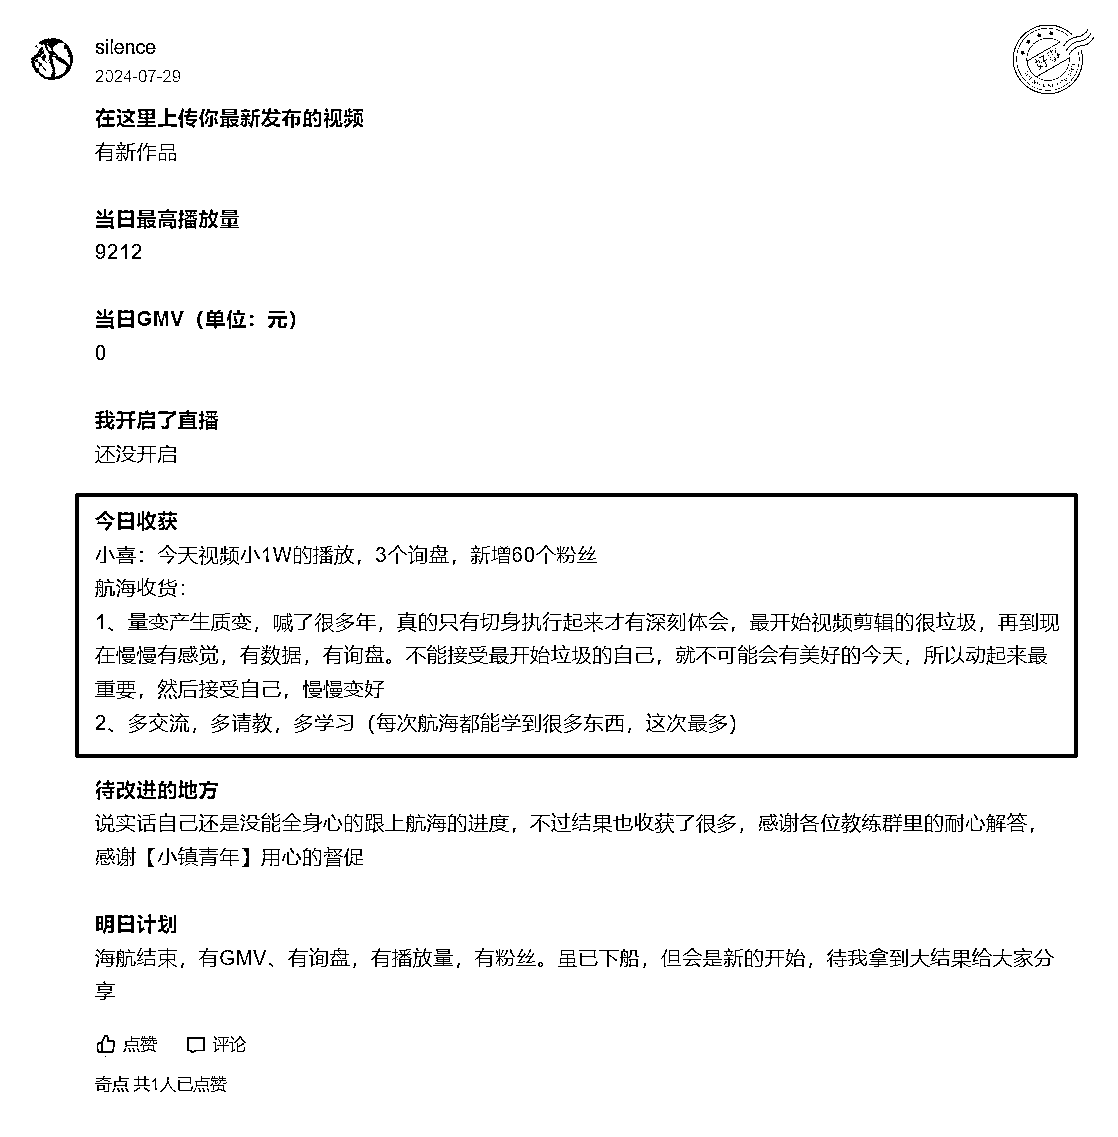 silence
2024-07-29
在这里上传你最新发布的视频
有新作品
当日最高播放量
9212
当日GMV（单位：元）
0
我开启了直播
还没开启
今日收获
小喜：今天视频小1W的播放，3个询盘，新增60个粉丝
航海收货：
1、量变产生质变，喊了很多年，真的只有切身执行起来才有深刻体会，最开始视频剪辑的很垃圾，再到现
在慢慢有感觉，有数据，有询盘。不能接受最开始垃圾的自己，就不可能会有美好的今天，所以动起来最
重要，然后接受自己，慢慢变好
2、多交流，多请教，多学习（每次航海都能学到很多东西，这次最多）
待改进的地方
说实话自己还是没能全身心的跟上航海的进度，不过结果也收获了很多，感谢各位教练群里的耐心解答，
感谢【小镇青年】用心的督促
明日计划
海航结束，有GMV、有询盘，有播放量，有粉丝。虽已下船，但会是新的开始，待我拿到大结果给大家分
享
点赞 评论
奇点 共1人已点赞